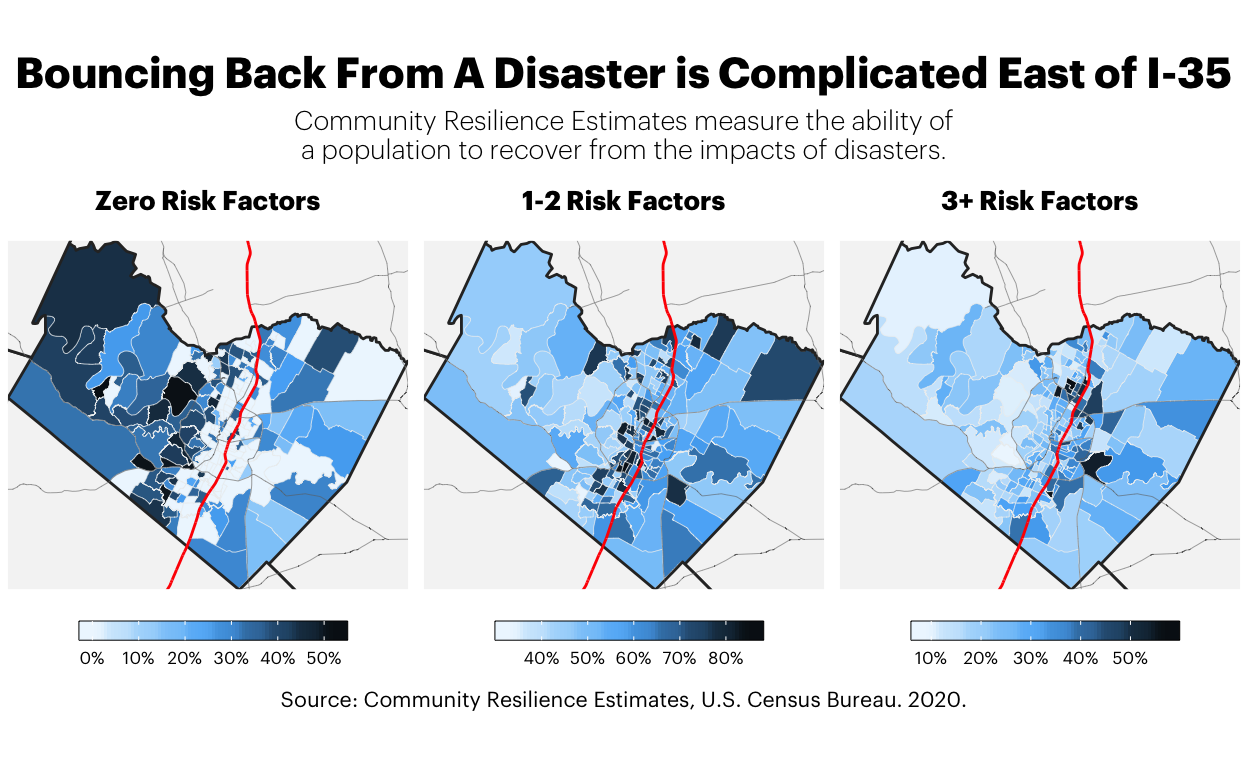 Bouncing Back From A Disaster is Complicated East of I-35
Community Resilience Estimates measure the ability of
a population to recover from the impacts of disasters.
Zero Risk Factors
1-2 Risk Factors
3+ Risk Factors
0% 10% 20% 30% 40% 50%
40% 50% 60% 70% 80%
10% 20% 30% 40% 50%
Source: Community Resilience Estimates, U.S. Census Bureau. 2020.